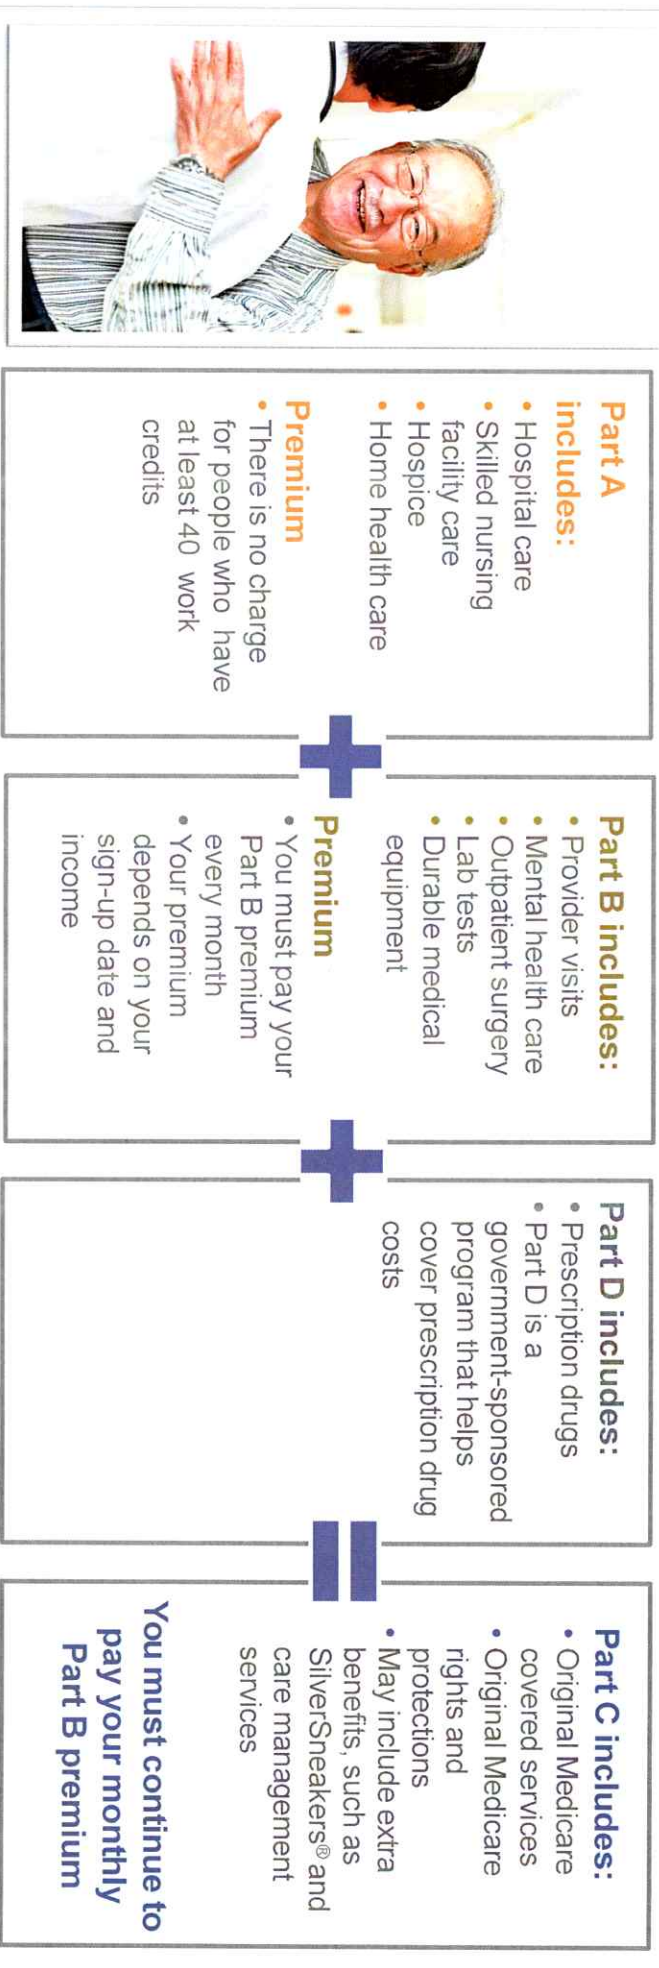 Part A
includes:
• Hospital care
• Skilled nursing
facility care
• Hospice
• Home health care
Premium
• There is no charge
for people who have
at least 40 work
credits
Part B includes:
• Provider visits
• Mental health care
• Outpatient surgery
• Lab tests
• Durable medical
equipment
Premium
• You must pay your
Part B premium
every month
• Your premium
depends on your
sign-up date and
income
Part D includes:
• Prescription drugs
• Part D is a
government-sponsored
program that helps
cover prescription drug
costs
Part C includes:
• Original Medicare
covered services
• Original Medicare
rights and
protections
• May include extra
benefits, such as
SilverSneakers® and
care management
services
You must continue to
pay your monthly
Part B premium